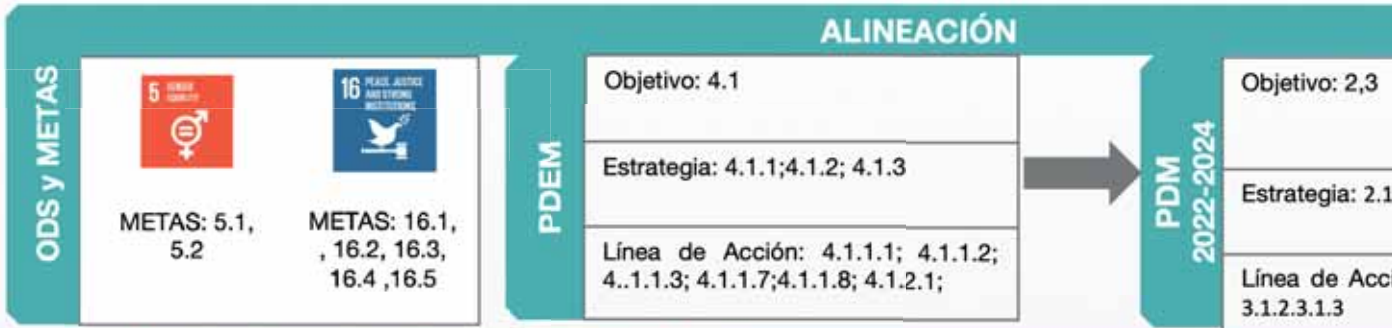 ALINEACIÓN
ODS y METAS
5 GENDER
EQUALITY
16 PEACE, JUSTICE
AND STRONG
INSTITUTIONS
METAS: 5.1,
5.2
METAS: 16.1,
, 16.2, 16.3,
16.4 ,16.5
PDEM
Objetivo: 4.1
Estrategia: 4.1.1;4.1.2; 4.1.3
Línea de Acción: 4.1.1.1; 4.1.1.2;
4..1.1.3; 4.1.1.7;4.1.1.8; 4.1.2.1;
PDM
2022-2024
Objetivo: 2,3
Estrategia: 2.1
Línea de Acci
3.1.2.3.1.3